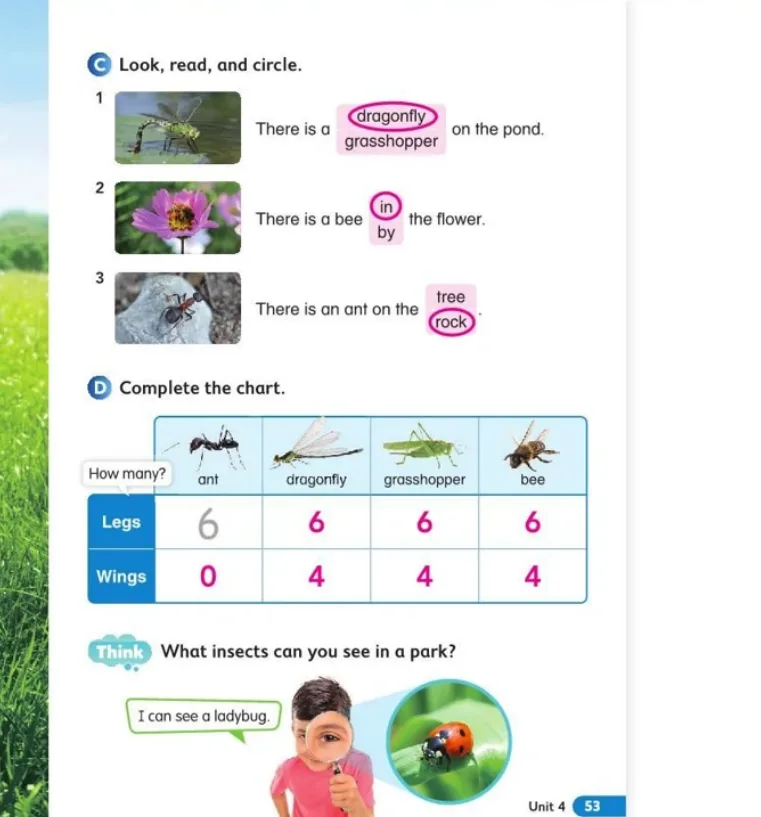 C Look, read, and circle.
1
There is a dragonfly grasshopper on the pond.
2
There is a bee in by the flower.
3
There is an ant on the tree rock .
D Complete the chart.
How many? ant dragonfly grasshopper bee
Legs 6 6 6 6
Wings 0 4 4 4
Think What insects can you see in a park?
I can see a ladybug.
Unit 4 53